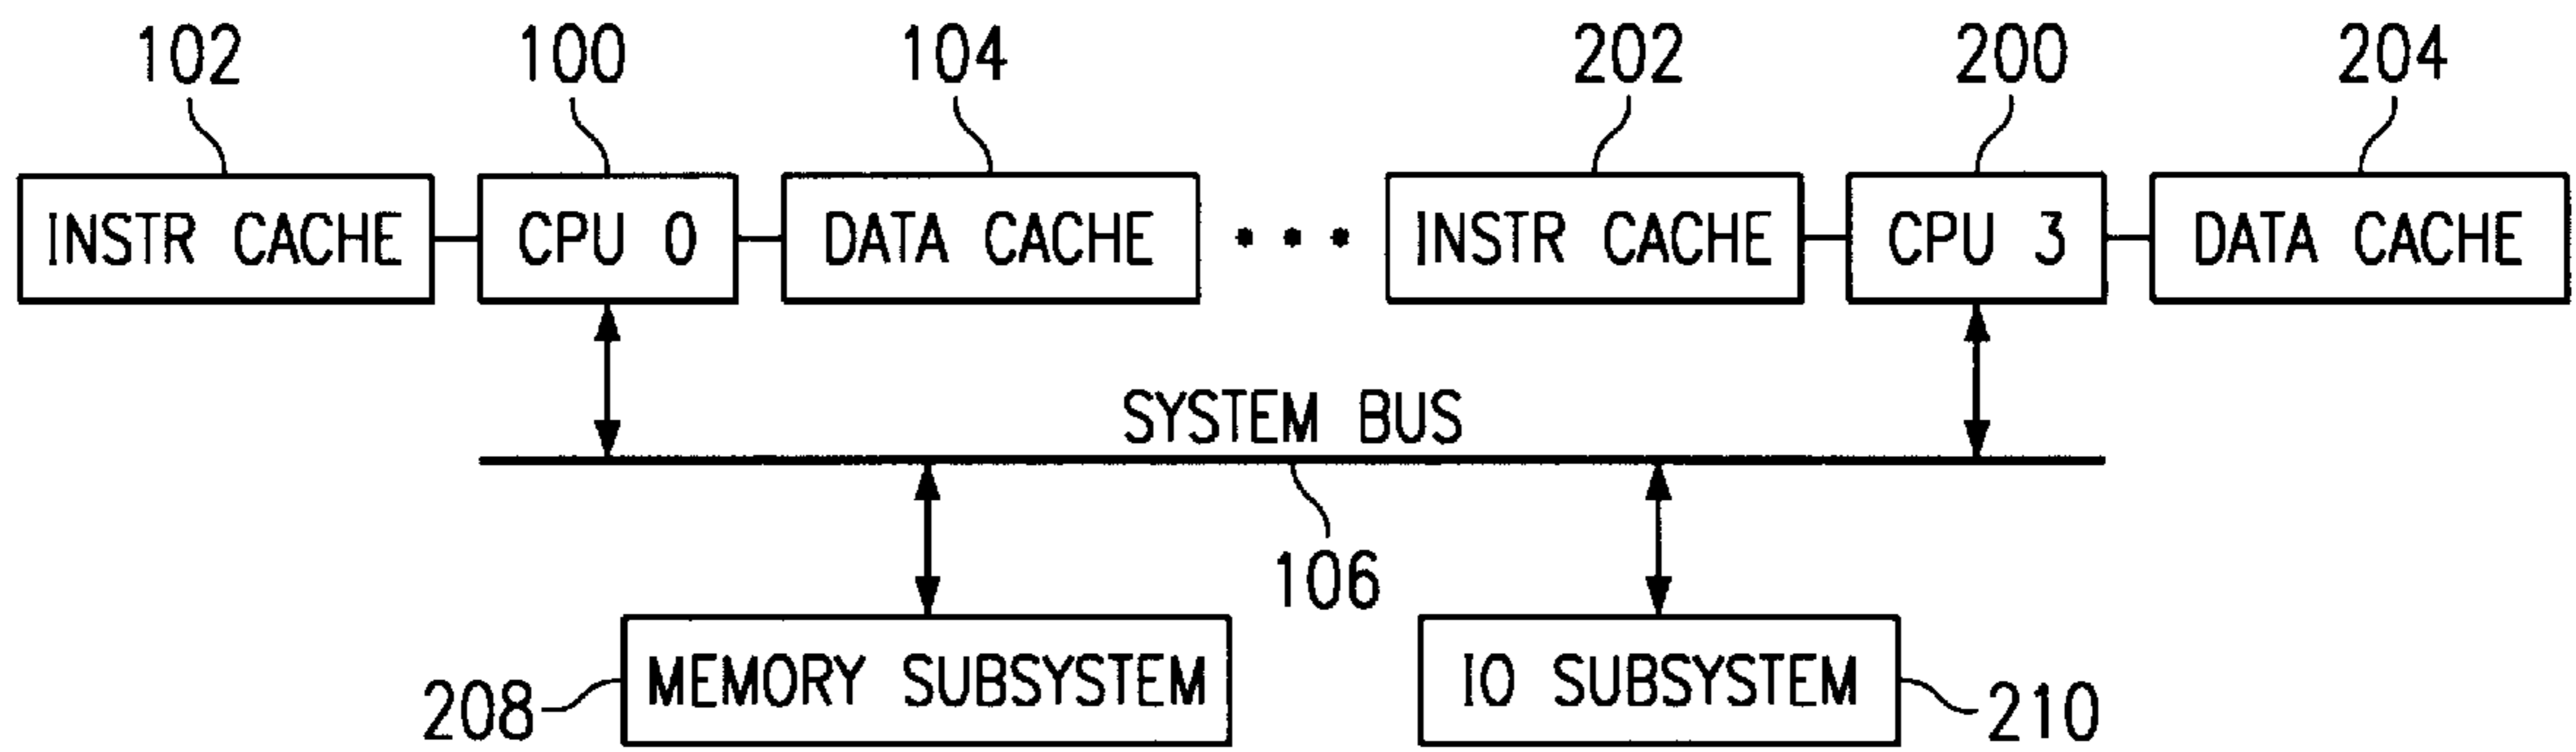 102 100 104 202 200 204
INSTR CACHE CPU 0 DATA CACHE ••• INSTR CACHE CPU 3 DATA CACHE
SYSTEM BUS
106
MEMORY SUBSYSTEM IO SUBSYSTEM
208 210